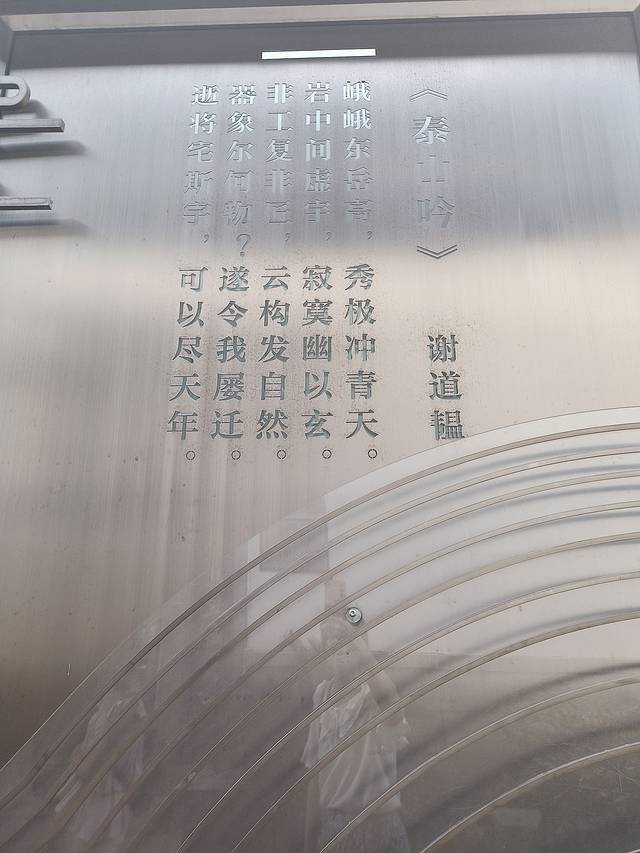 《泰山吟》 谢道韫
峨峨东岳高，秀极冲青天。
岩中间虚宇，寂寞幽以玄。
非工复非匠，云构发自然。
器象尔何物？遂令我屡迁。
逝将宅斯宇，可以尽天年。